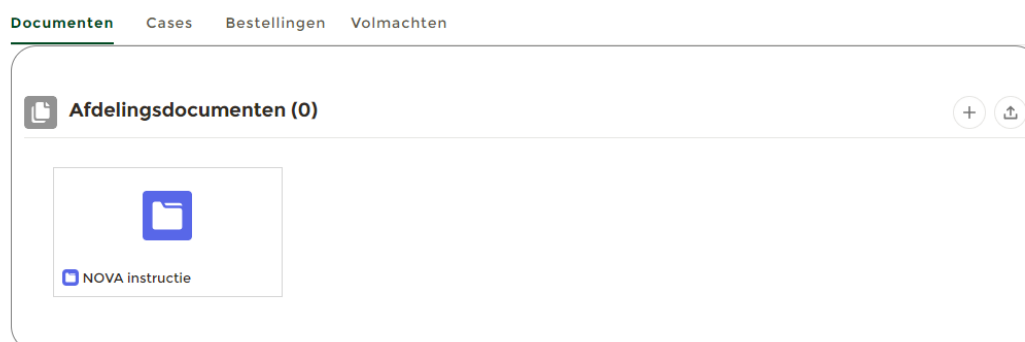 Documenten Cases Bestellingen Volmachten
Afdelingsdocumenten (0)
NOVA instructie